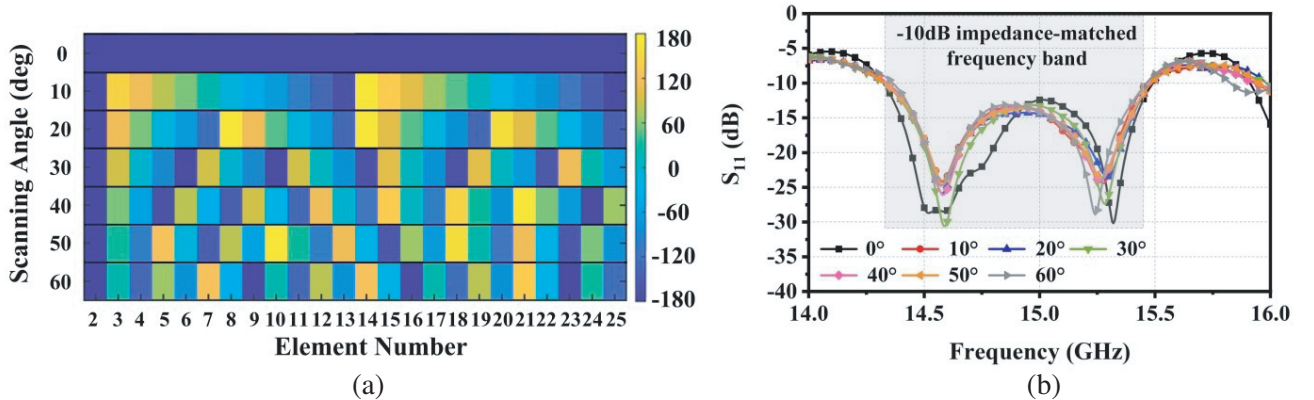 Scanning Angle (deg)
0
10
20
30
40
50
60
2 3 4 5 6 7 8 9 10 11 12 13 14 15 16 17 18 19 20 21 22 23 24 25
Element Number
180
120
60
0
-60
-120
-180
(a)
S11 (dB)
0
-5
-10
-15
-20
-25
-30
-35
-40
-10dB impedance-matched
frequency band
0° 10° 20° 30°
40° 50° 60°
14.0 14.5 15.0 15.5 16.0
Frequency (GHz)
(b)